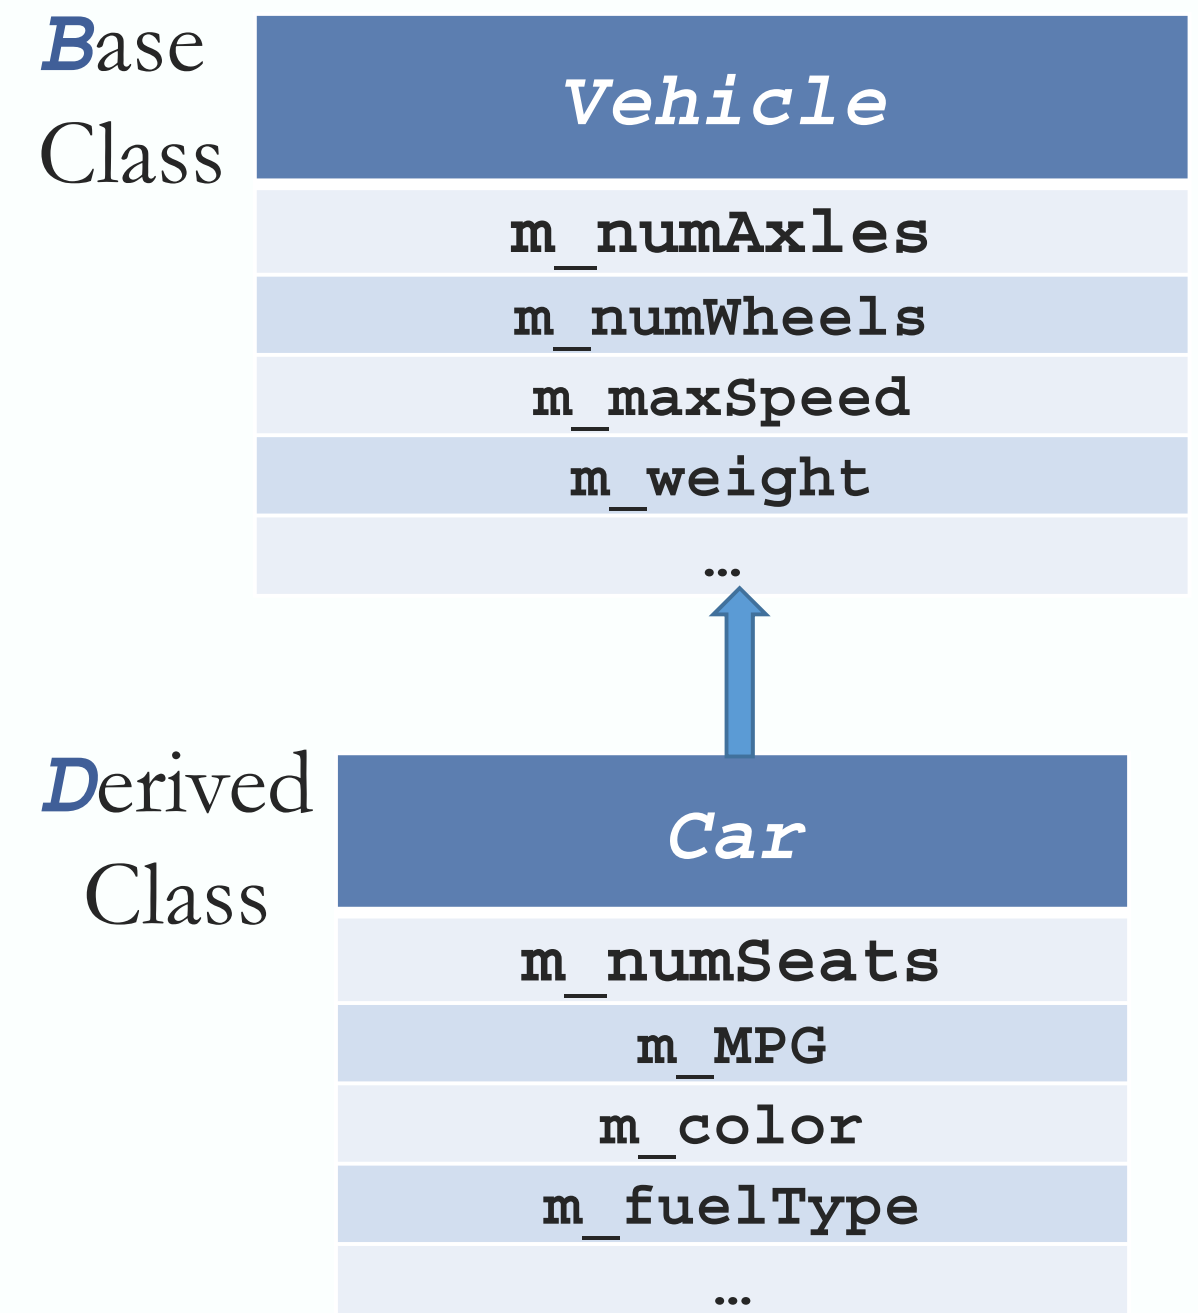 Base
Class
Vehicle
m_numAxles
m_numWheels
m_maxSpeed
m_weight
…
Derived
Class
Car
m_numSeats
m_MPG
m_color
m_fuelType
…